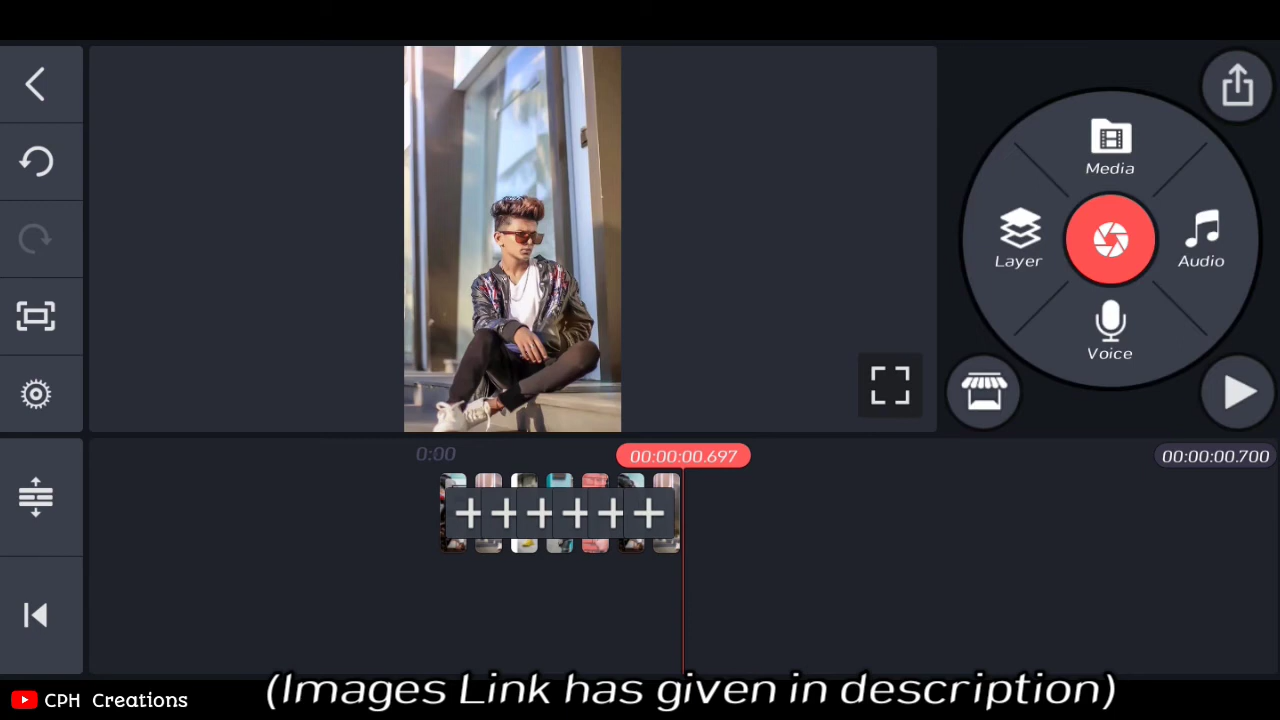 Media
Layer
Audio
Voice
0:00
00:00:00.697
00:00:00.700
CPH Creations
(Images Link has given in description)